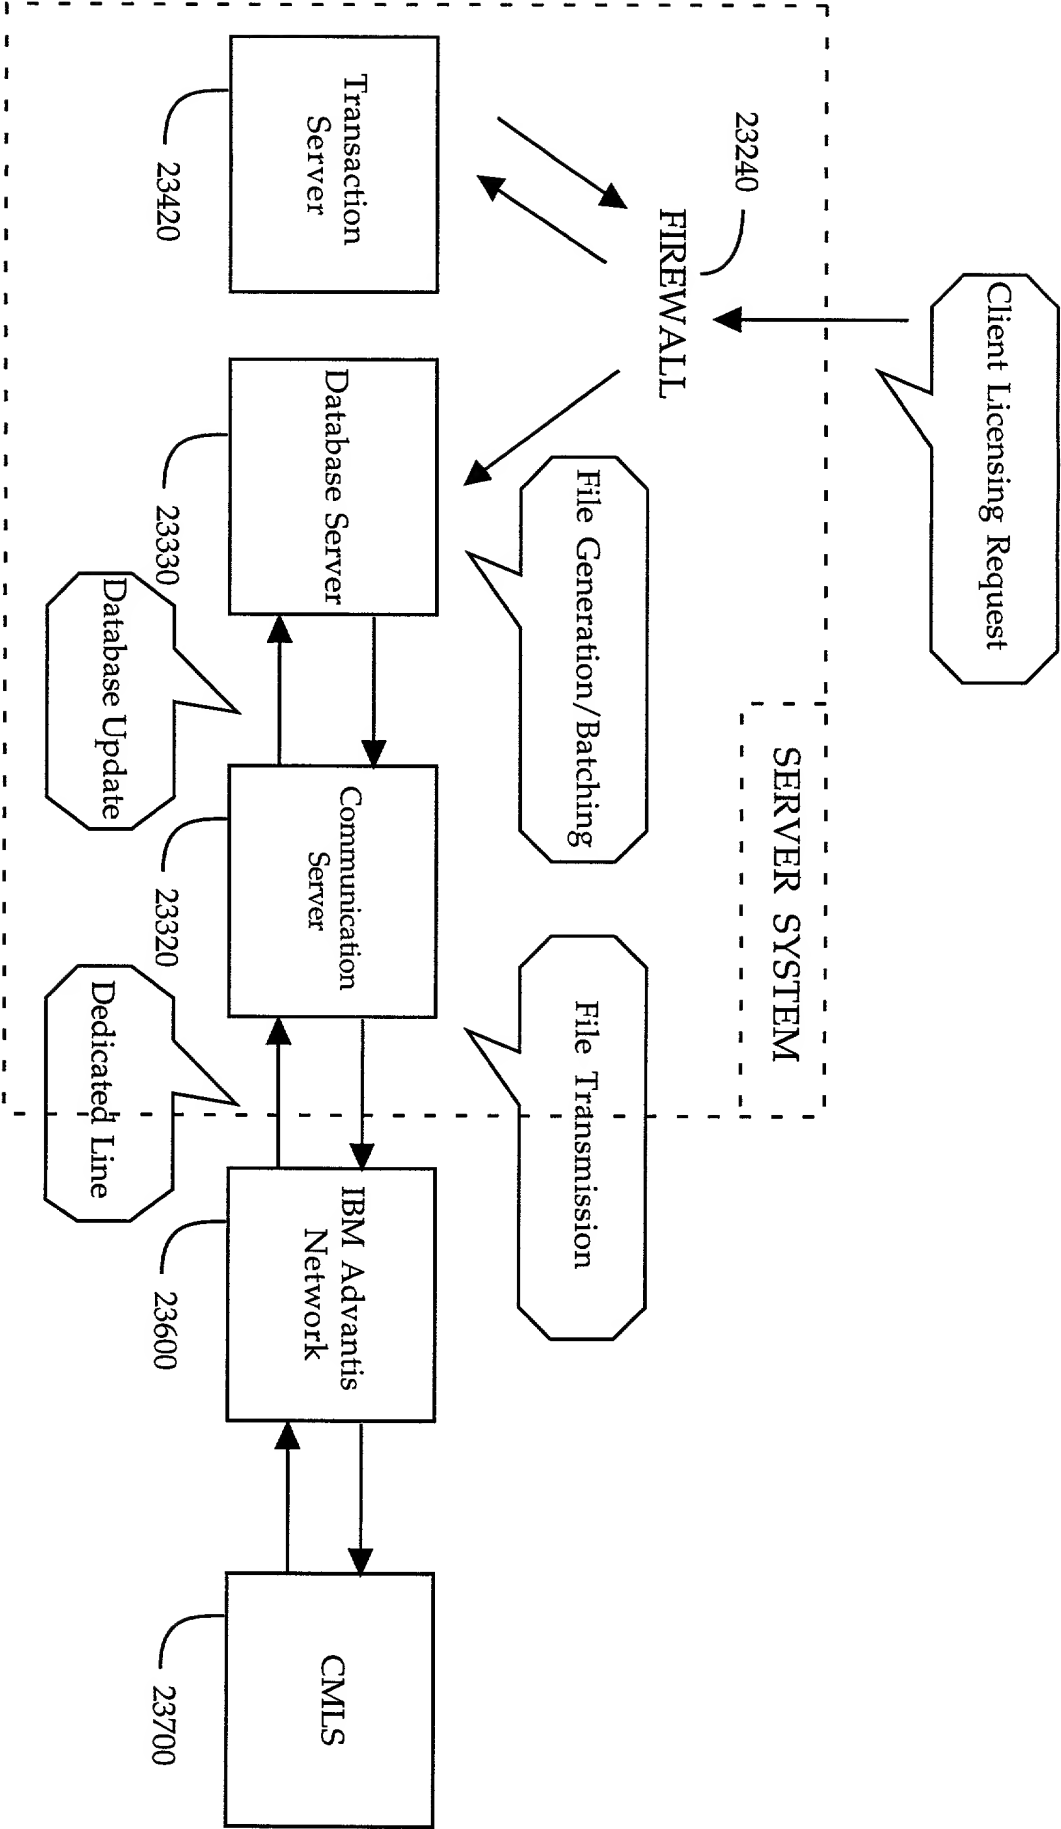 Client Licensing Request
SERVER SYSTEM
23240
FIREWALL
File Generation/Batching
File Transmission
Transaction
Server
Database Server
Communication
Server
IBM Advantis
Network
CMLS
23420
23330
23320
23600
23700
Database Update
Dedicated Line